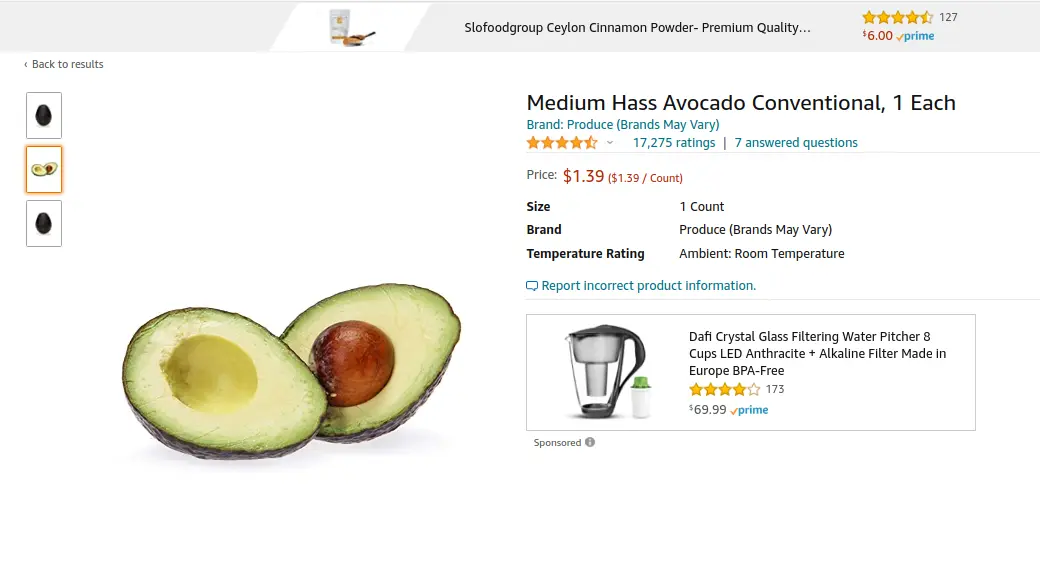 Slofoodgroup Ceylon Cinnamon Powder- Premium Quality…
127
$6.00 prime
‹ Back to results
Medium Hass Avocado Conventional, 1 Each
Brand: Produce (Brands May Vary)
17,275 ratings | 7 answered questions
Price: $1.39 ($1.39 / Count)
Size 1 Count
Brand Produce (Brands May Vary)
Temperature Rating Ambient: Room Temperature
Report incorrect product information.
Dafi Crystal Glass Filtering Water Pitcher 8
Cups LED Anthracite + Alkaline Filter Made in
Europe BPA-Free
173
$69.99 prime
Sponsored